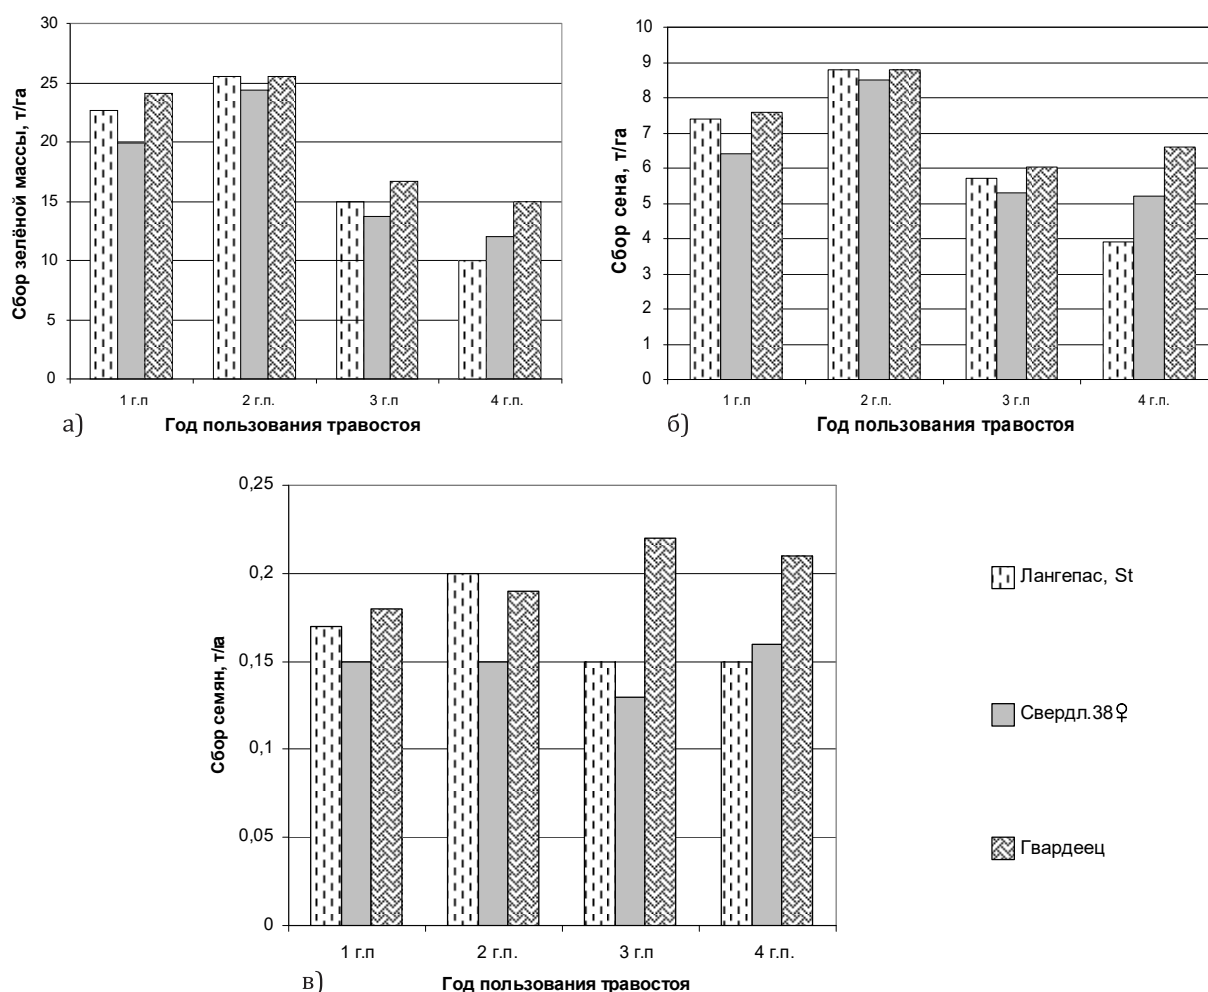 Сбор зелёной массы, т/га
30
25
20
15
10
5
0
1 г.п
2 г.п.
3 г.п
4 г.п.
а)
Год пользования травостоя
Сбор сена, т/га
10
9
8
7
6
5
4
3
2
1
0
1 г.п
2 г.п.
3 г.п
4 г.п.
б)
Год пользования травостоя
Сбор семян, т/га
0,25
0,2
0,15
0,1
0,05
0
1 г.п
2 г.п.
3 г.п
4 г.п.
в)
Год пользования травостоя
Лангепас, St
Свердл.38♀
Гвардеец